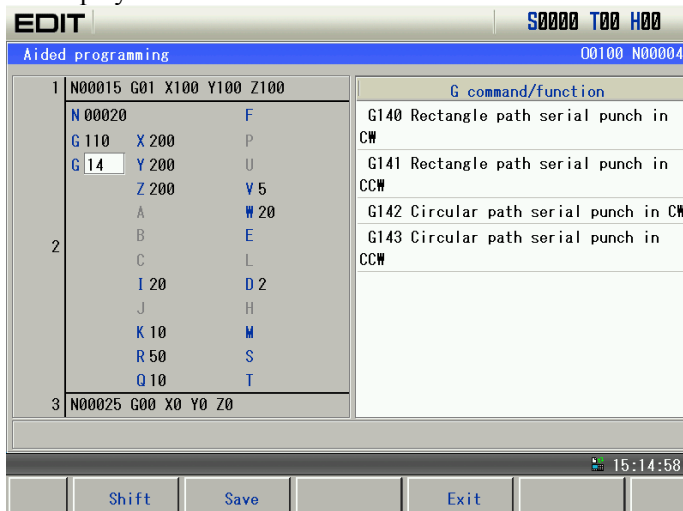 EDIT S0000 T00 H00
Aided programming O0100 N00004
1 N00015 G01 X100 Y100 Z100
N 00020 F
G 110 X 200 P
G 14 Y 200 U
Z 200 V 5
A W 20
2 B E
C L
I 20 D 2
J H
K 10 M
R 50 S
Q 10 T
3 N00025 G00 X0 Y0 Z0
G command/function
G140 Rectangle path serial punch in
CW
G141 Rectangle path serial punch in
CCW
G142 Circular path serial punch in CW
G143 Circular path serial punch in
CCW
15:14:58
Shift Save Exit